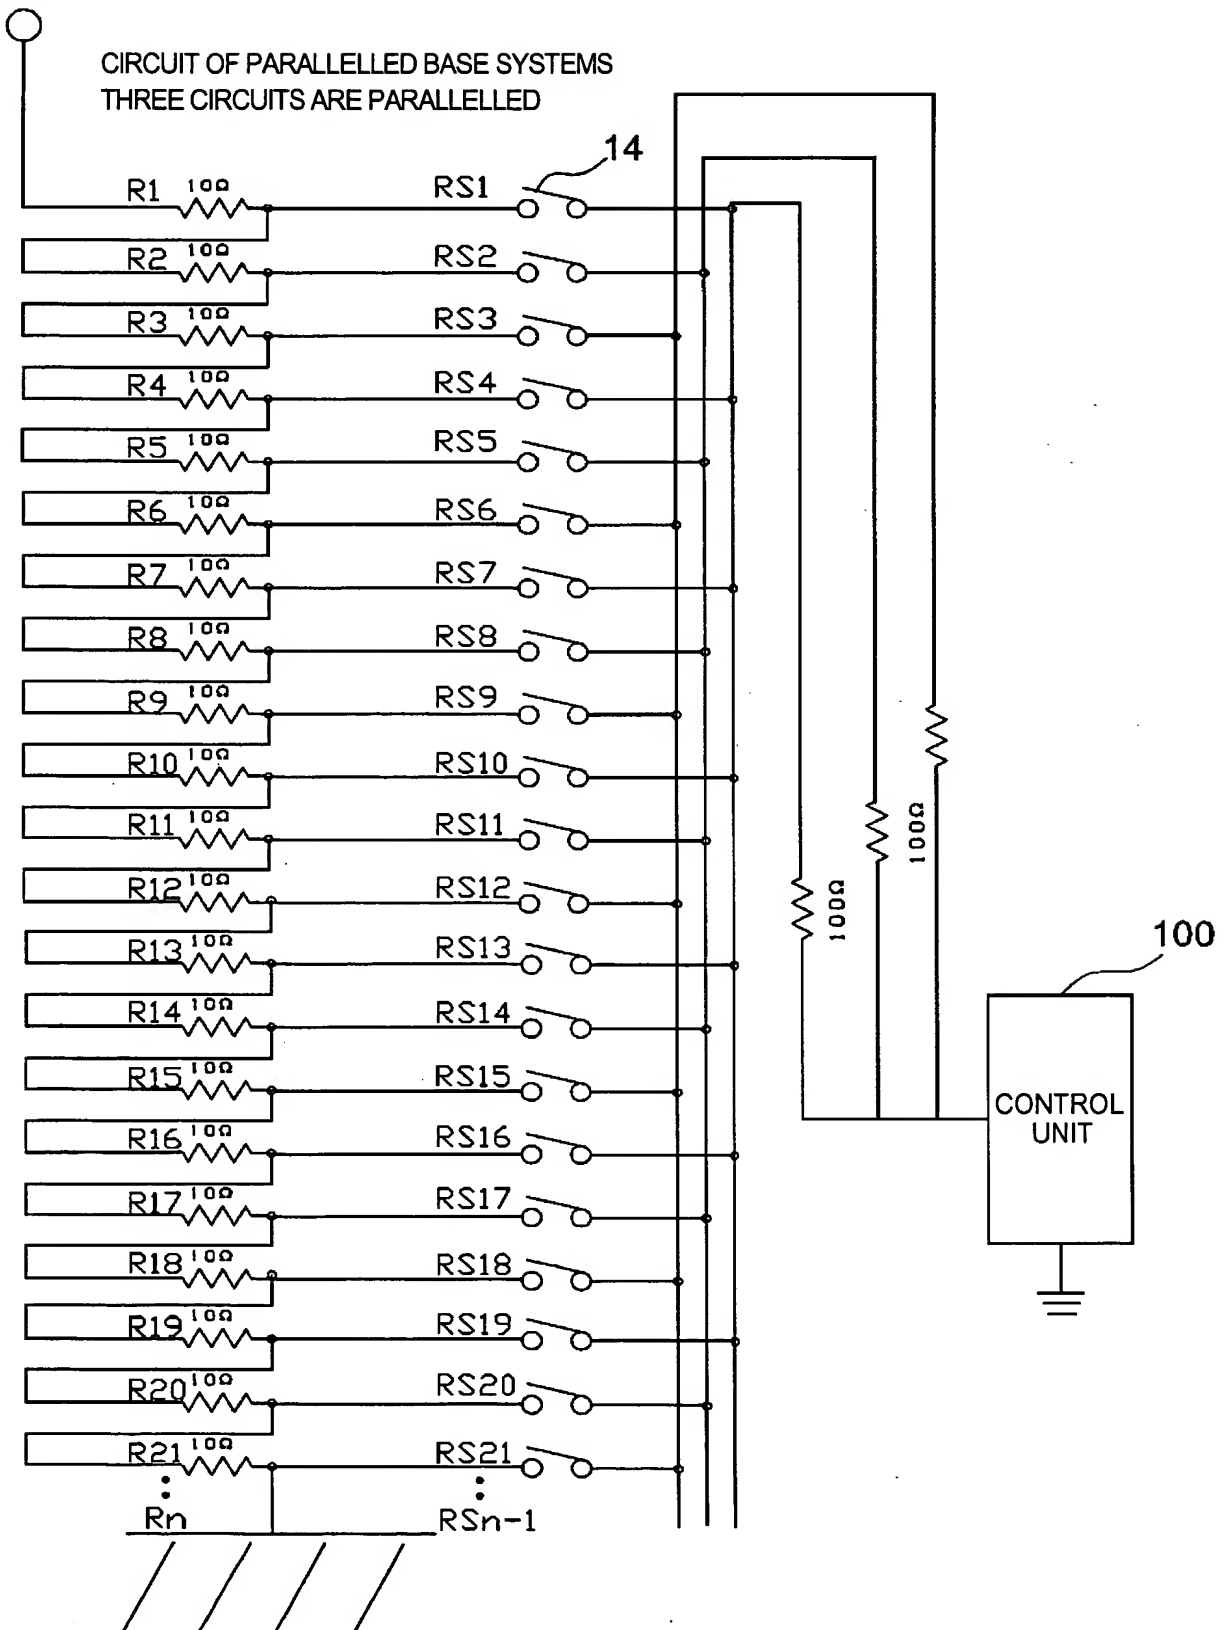 CIRCUIT OF PARALLELLED BASE SYSTEMS
THREE CIRCUITS ARE PARALLELLED
14
R1 10Ω RS1
R2 10Ω RS2
R3 10Ω RS3
R4 10Ω RS4
R5 10Ω RS5
R6 10Ω RS6
R7 10Ω RS7
R8 10Ω RS8
R9 10Ω RS9
R10 10Ω RS10
R11 10Ω RS11
R12 10Ω RS12
R13 10Ω RS13
R14 10Ω RS14
R15 10Ω RS15
R16 10Ω RS16
R17 10Ω RS17
R18 10Ω RS18
R19 10Ω RS19
R20 10Ω RS20
R21 10Ω RS21
Rn RSn-1
100Ω
100Ω
100
CONTROL
UNIT